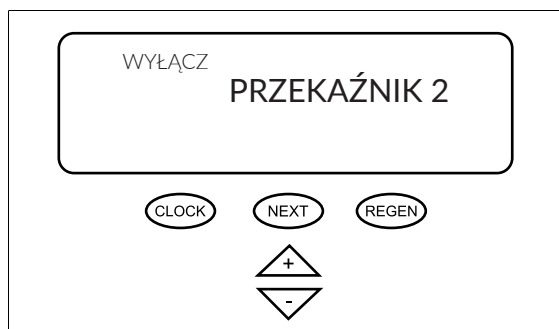 WYŁĄCZ
PRZEKAŹNIK 2
CLOCK NEXT REGEN
+
-